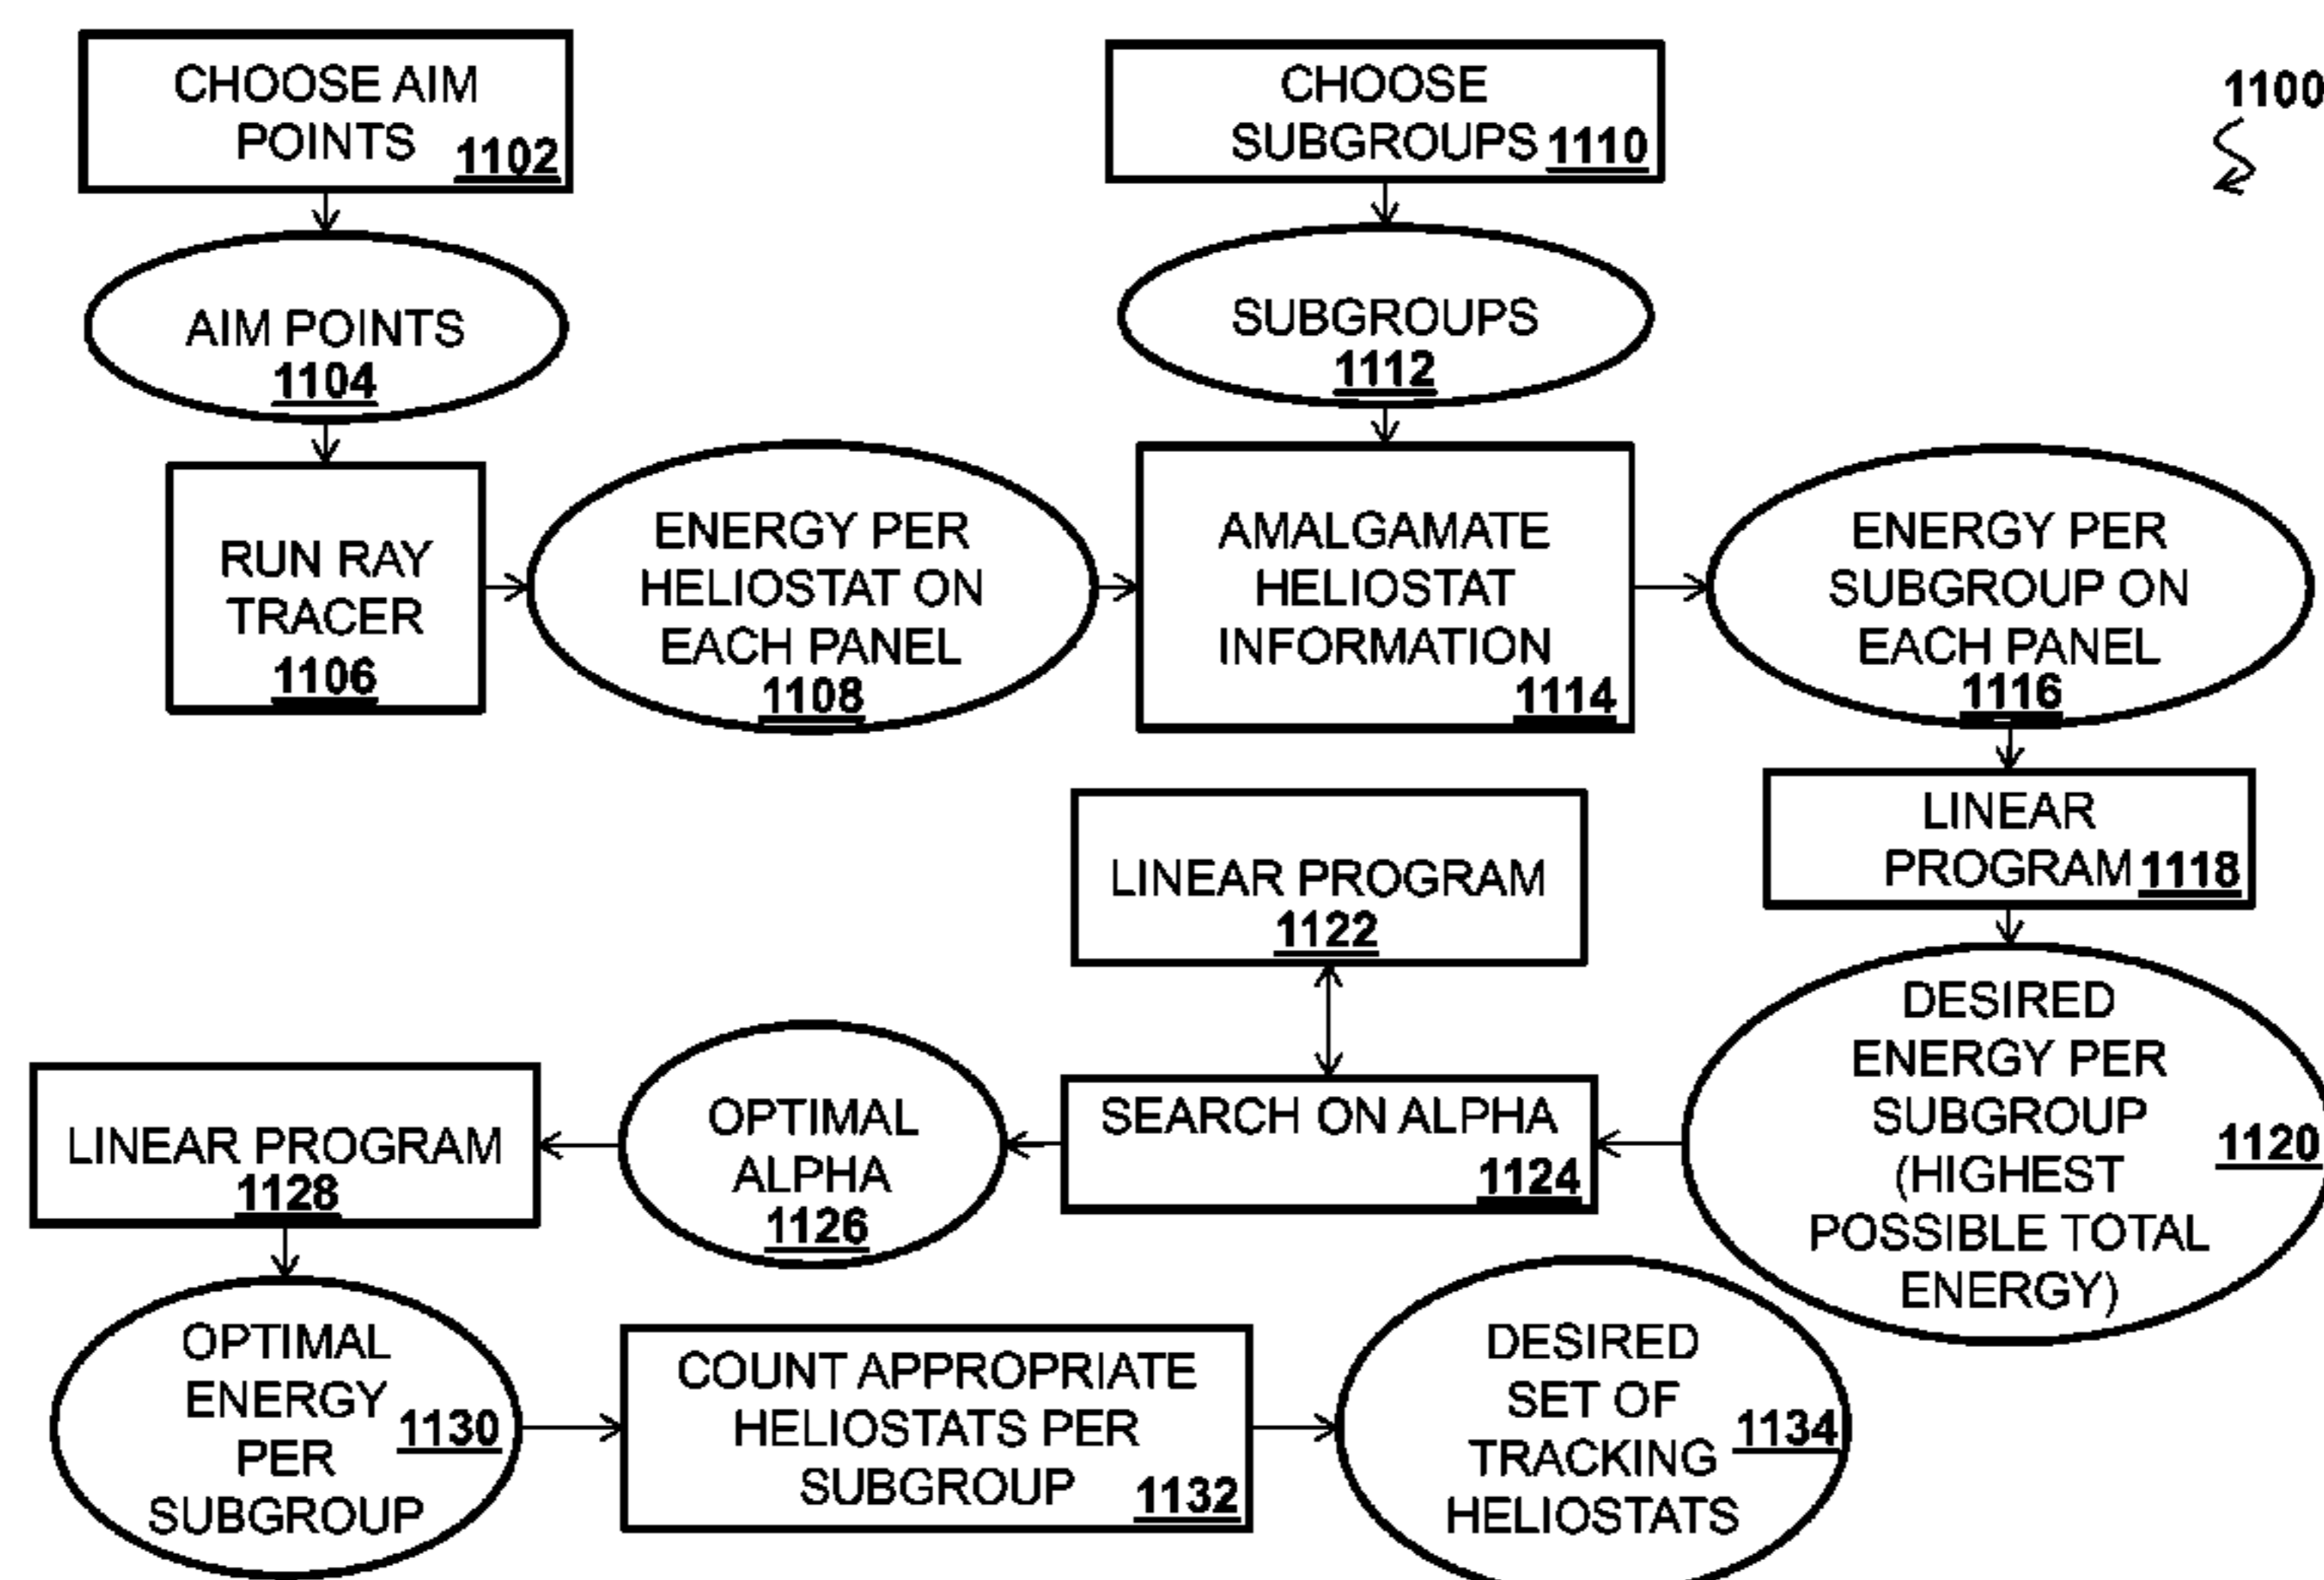 CHOOSE AIM
POINTS 1102
CHOOSE
SUBGROUPS 1110
1100
AIM POINTS
1104
SUBGROUPS
1112
RUN RAY
TRACER
1106
ENERGY PER
HELIOSTAT ON
EACH PANEL
1108
AMALGAMATE
HELIOSTAT
INFORMATION
1114
ENERGY PER
SUBGROUP ON
EACH PANEL
1116
LINEAR
PROGRAM 1118
LINEAR PROGRAM
1122
DESIRED
ENERGY PER
SUBGROUP
(HIGHEST 1120
POSSIBLE TOTAL
ENERGY)
SEARCH ON ALPHA
1124
OPTIMAL
ALPHA
1126
LINEAR PROGRAM
1128
OPTIMAL
ENERGY 1130
PER
SUBGROUP
COUNT APPROPRIATE
HELIOSTATS PER
SUBGROUP 1132
DESIRED
SET OF 1134
TRACKING
HELIOSTATS